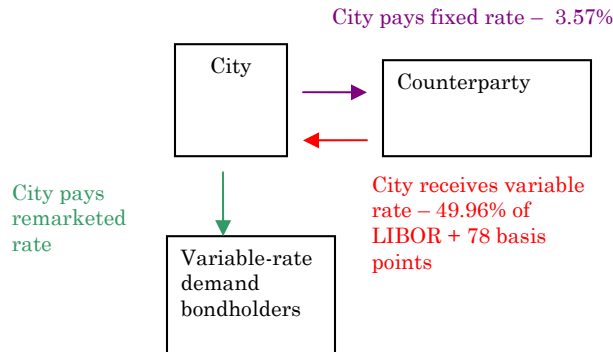 City pays fixed rate – 3.57%
City
Counterparty
City pays
remarketed
rate
City receives variable
rate – 49.96% of
LIBOR + 78 basis
points
Variable-rate
demand
bondholders